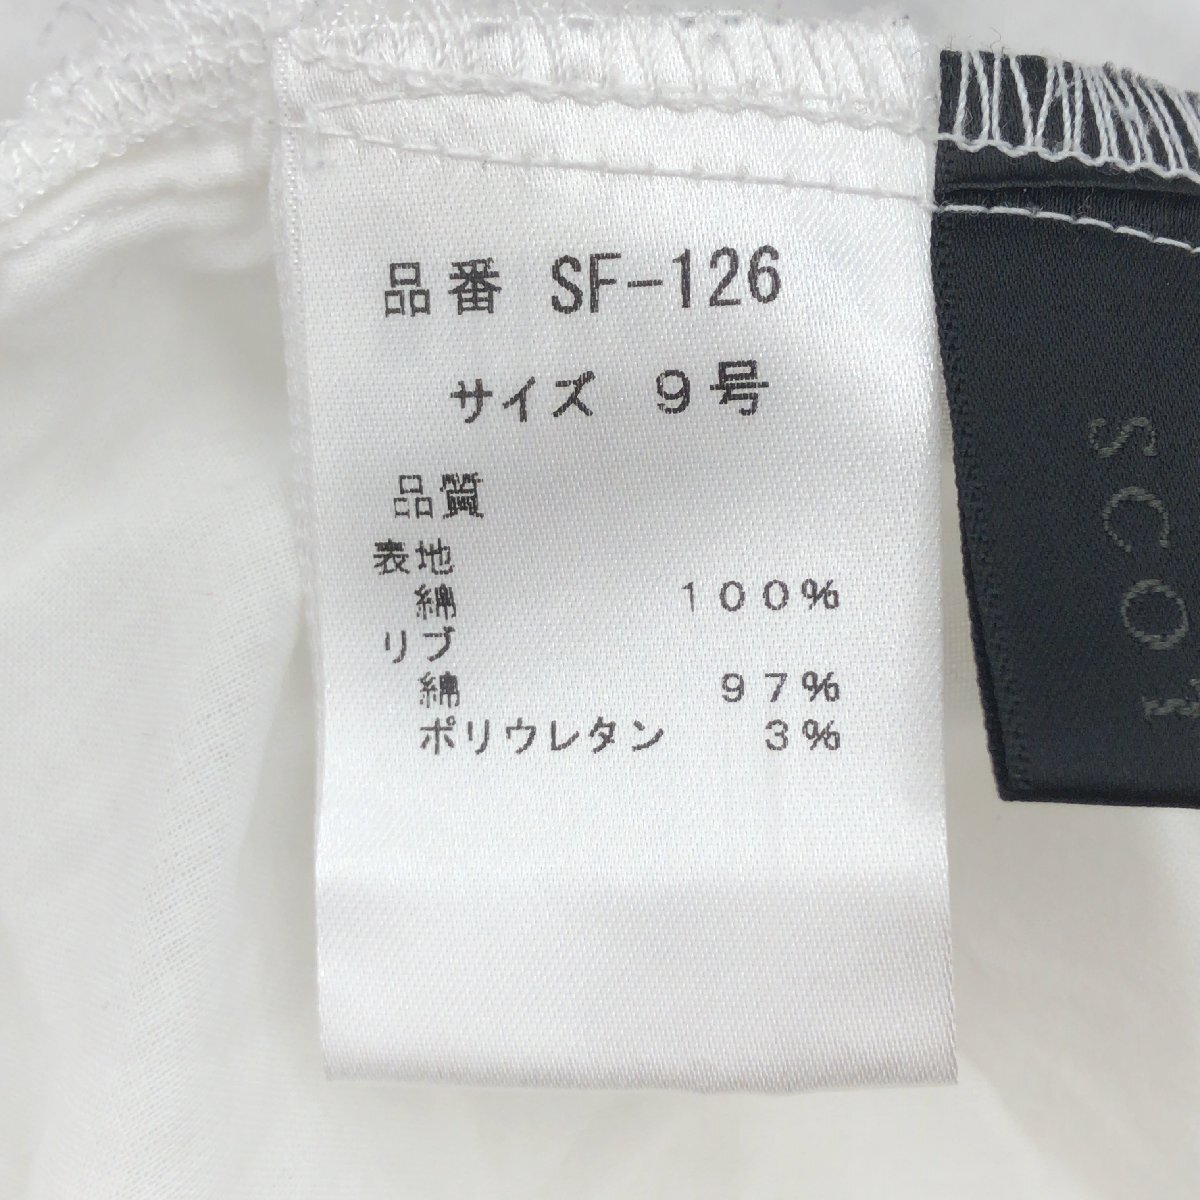 品番 SF-126
サイズ 9号
品質
表地
綿 100%
リブ
綿 97%
ポリウレタン 3%
SCO